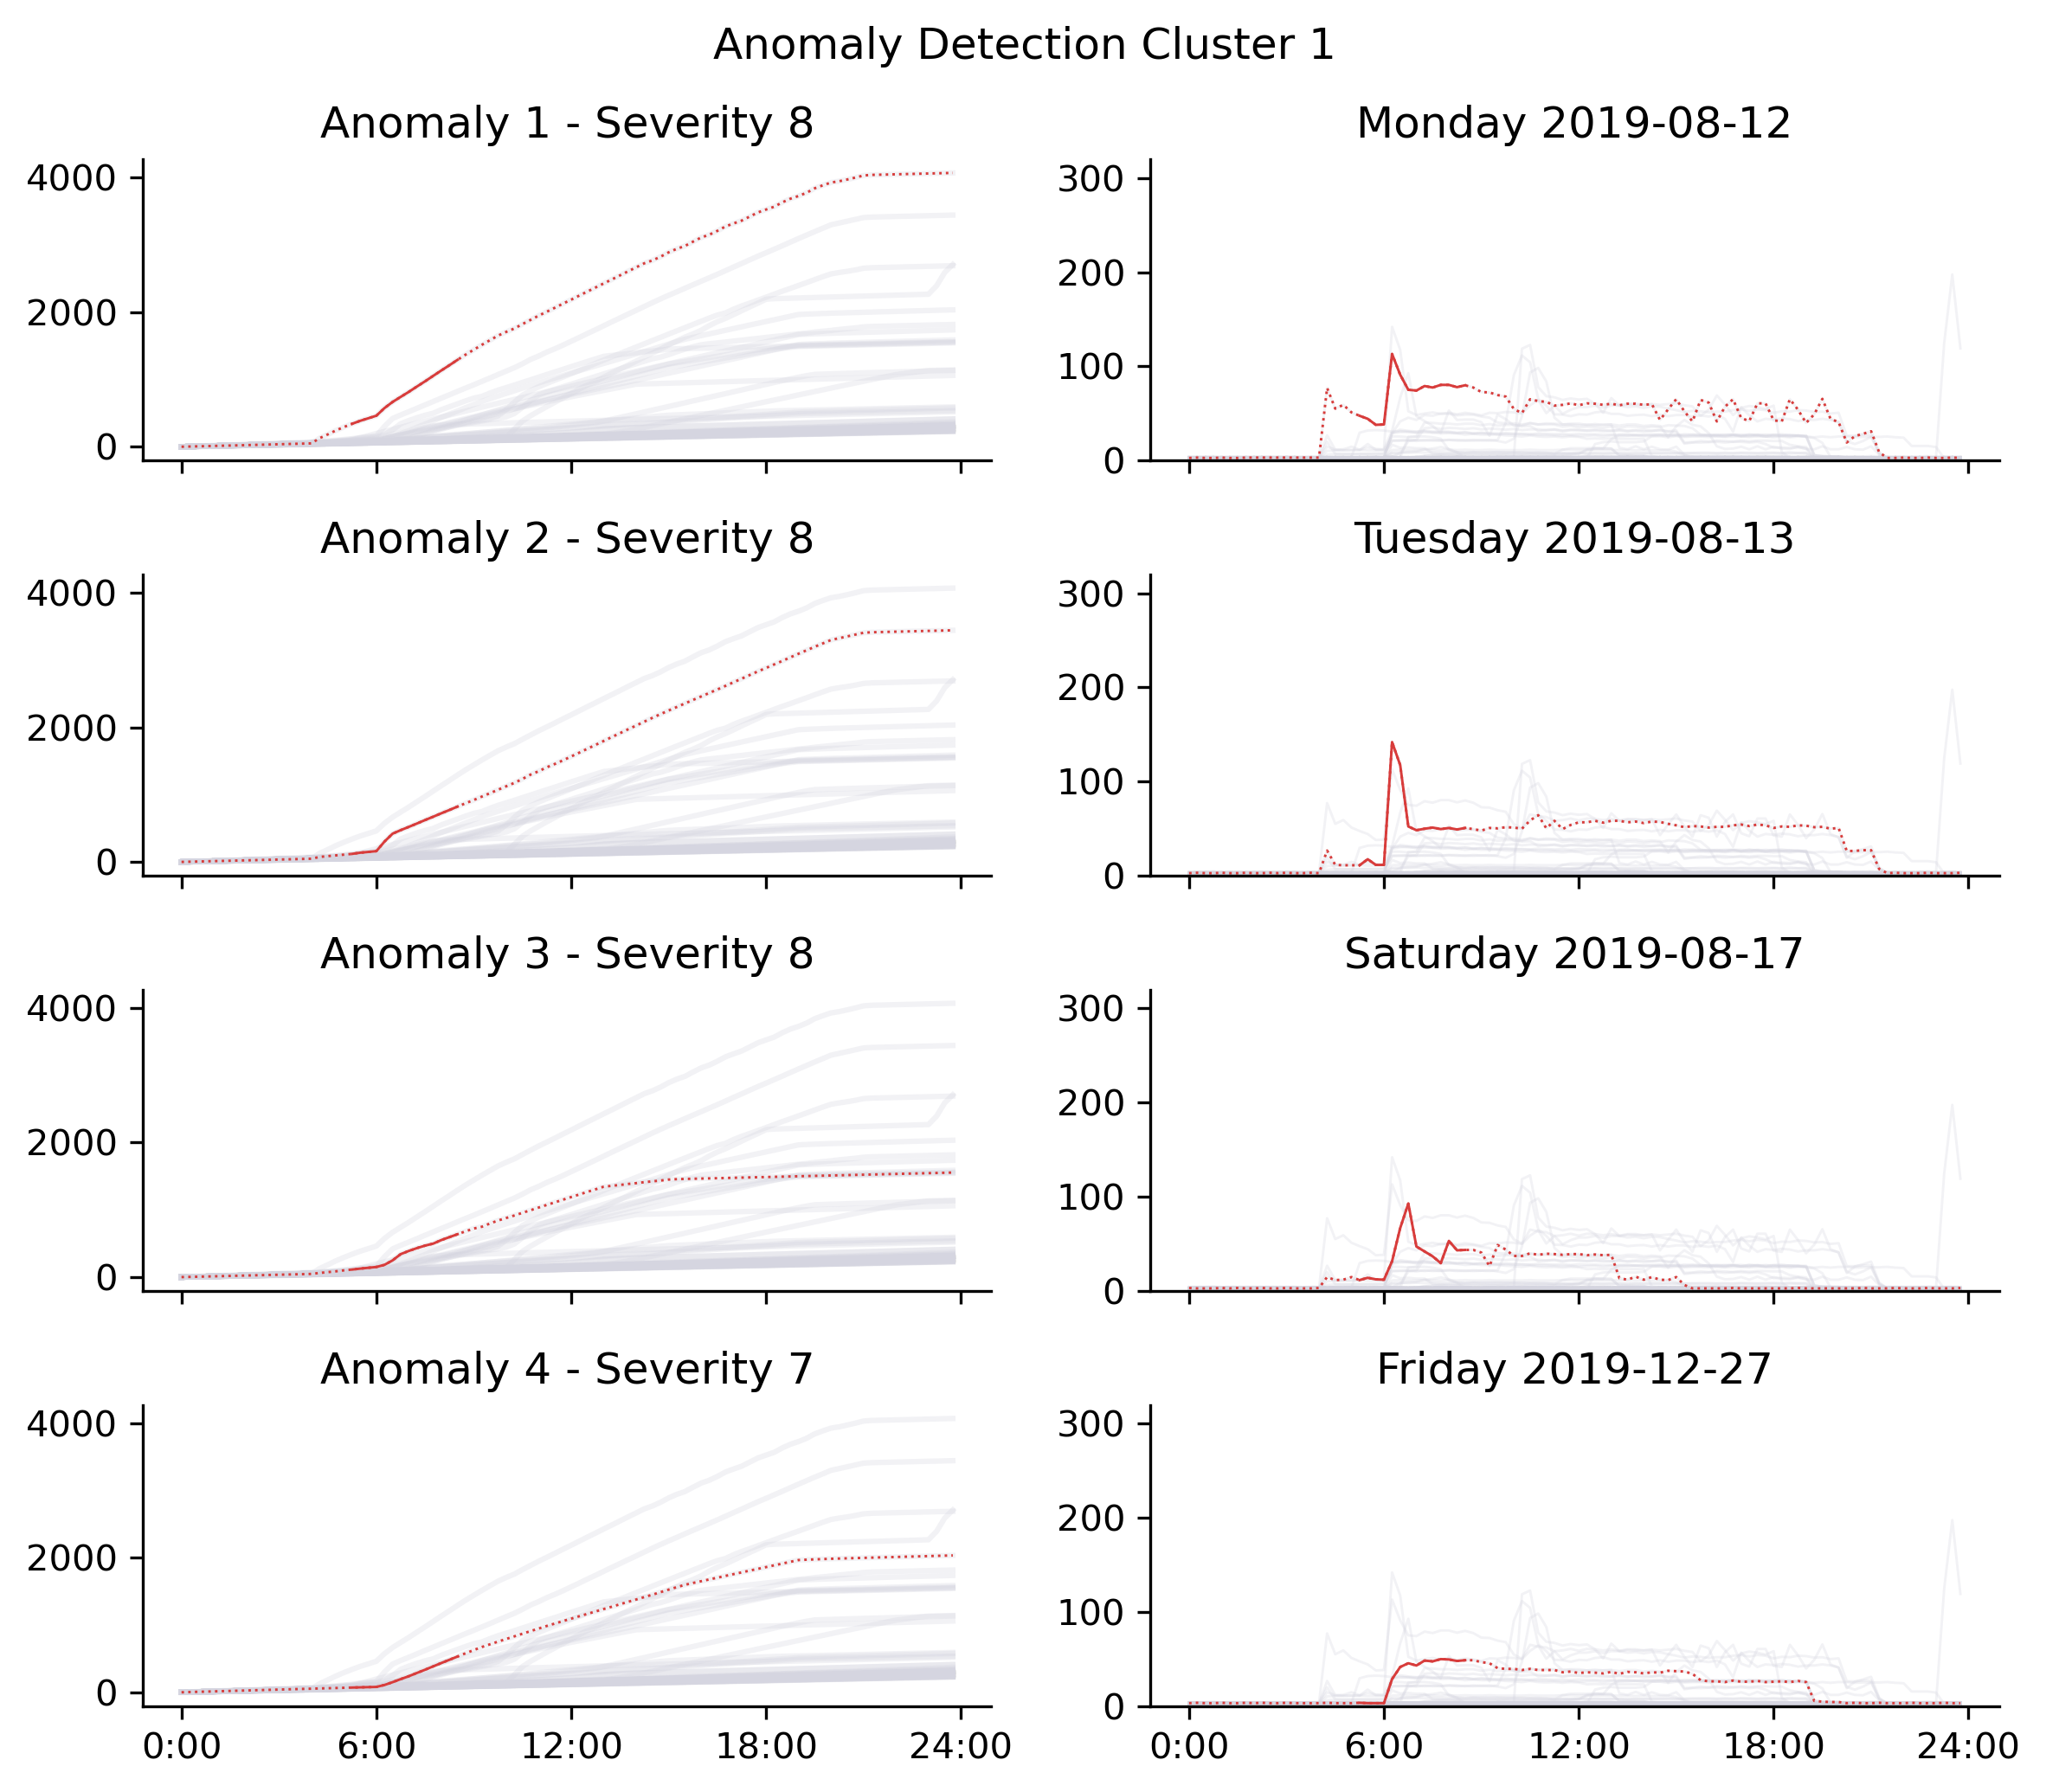 Anomaly Detection Cluster 1
Anomaly 1 - Severity 8
Monday 2019-08-12
4000
2000
0
300
200
100
0
Anomaly 2 - Severity 8
Tuesday 2019-08-13
4000
2000
0
300
200
100
0
Anomaly 3 - Severity 8
Saturday 2019-08-17
4000
2000
0
300
200
100
0
Anomaly 4 - Severity 7
Friday 2019-12-27
4000
2000
0
300
200
100
0
0:00 6:00 12:00 18:00 24:00
0:00 6:00 12:00 18:00 24:00